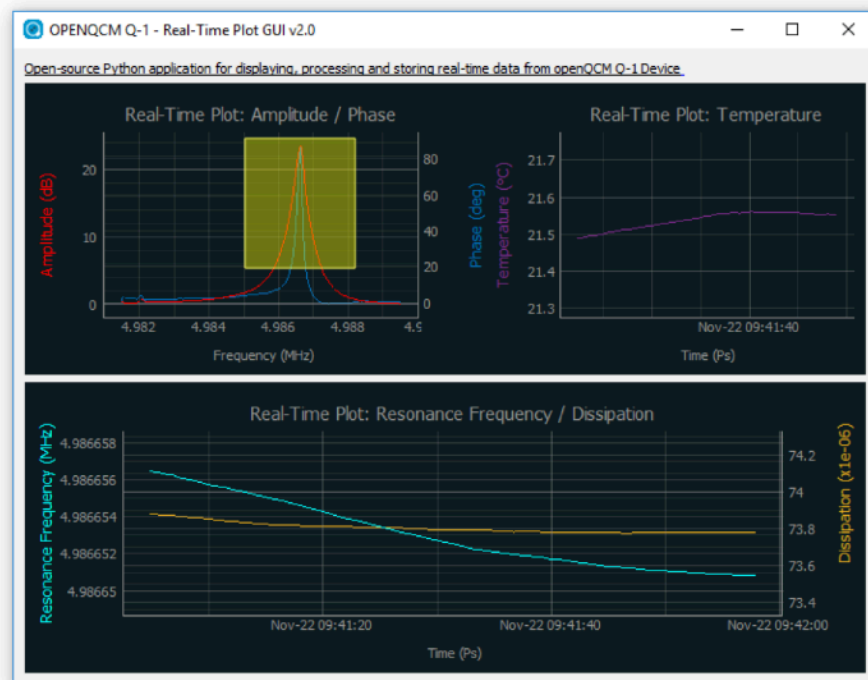 OPENQCM Q-1 - Real-Time Plot GUI v2.0
Open-source Python application for displaying, processing and storing real-time data from openQCM Q-1 Device
Real-Time Plot: Amplitude / Phase
Amplitude (dB)
20
10
0
80
60
40
20
0
Phase (deg)
4.982 4.984 4.986 4.988 4.9
Frequency (MHz)
Real-Time Plot: Temperature
Temperature (°C)
21.7
21.6
21.5
21.4
21.3
Nov-22 09:41:40
Time (Ps)
Real-Time Plot: Resonance Frequency / Dissipation
Resonance Frequency (MHz)
4.986658
4.986656
4.986654
4.986652
4.98665
74.2
74
73.8
73.6
73.4
Dissipation (x1e-06)
Nov-22 09:41:20 Nov-22 09:41:40 Nov-22 09:42:00
Time (Ps)